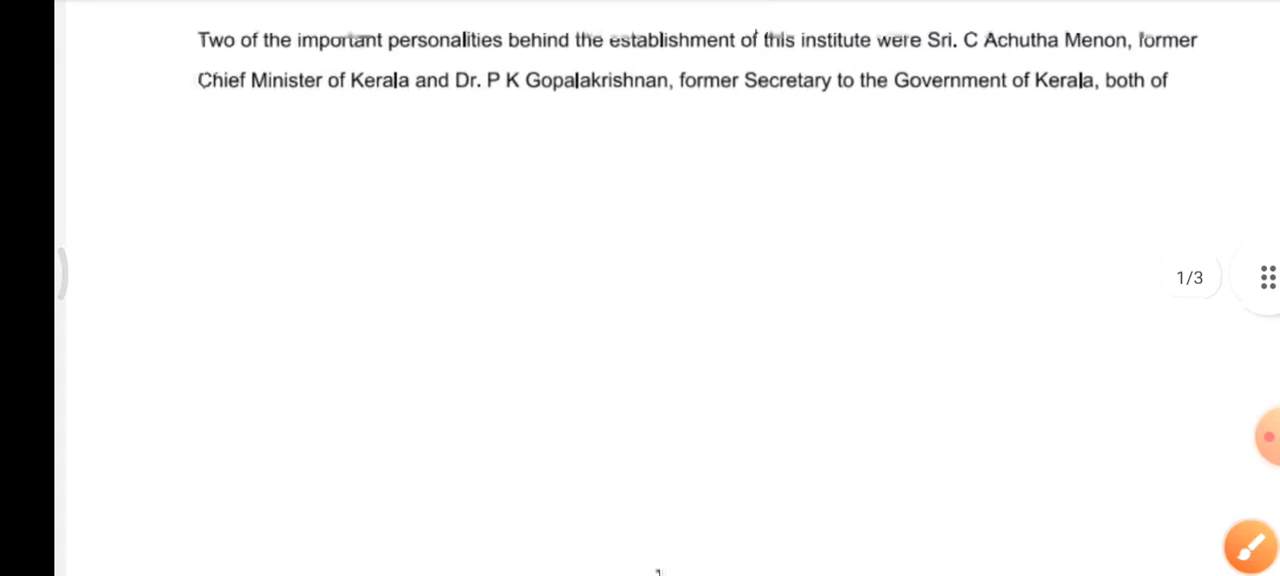 Two of the important personalities behind the establishment of this institute were Sri. C Achutha Menon, former
Chief Minister of Kerala and Dr. P K Gopalakrishnan, former Secretary to the Government of Kerala, both of
1/3